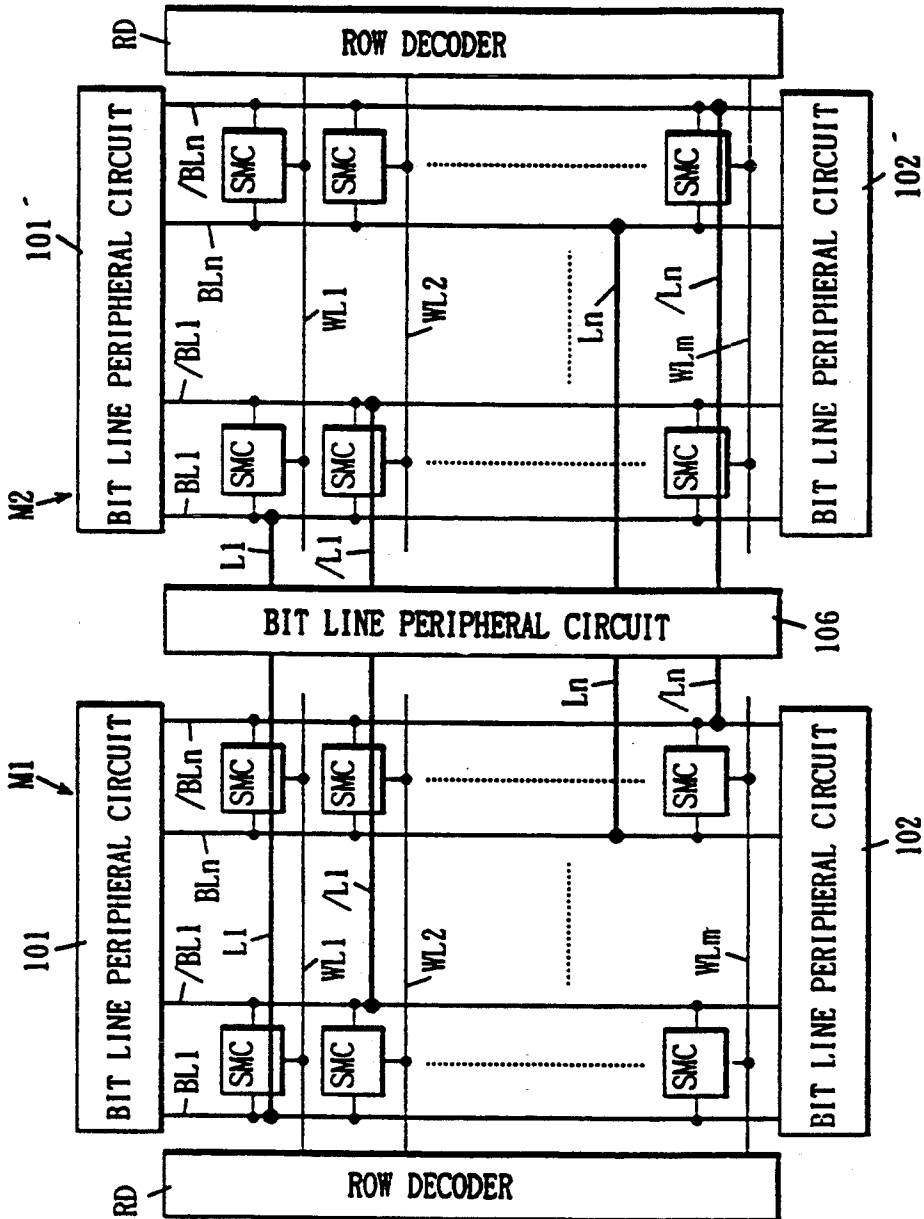 RD
101
M1
M2
101'
RD
BIT LINE PERIPHERAL CIRCUIT
BIT LINE PERIPHERAL CIRCUIT
BL1
/BL1
BLn
/BLn
BL1
/BL1
BLn
/BLn
L1
L1
SMC
SMC
SMC
SMC
WL1
WL1
/L1
/L1
SMC
SMC
SMC
SMC
WL2
WL2
ROW DECODER
BIT LINE PERIPHERAL CIRCUIT
ROW DECODER
Ln
Ln
/Ln
/Ln
SMC
SMC
SMC
SMC
WLm
WLm
BIT LINE PERIPHERAL CIRCUIT
BIT LINE PERIPHERAL CIRCUIT
102
106
102'